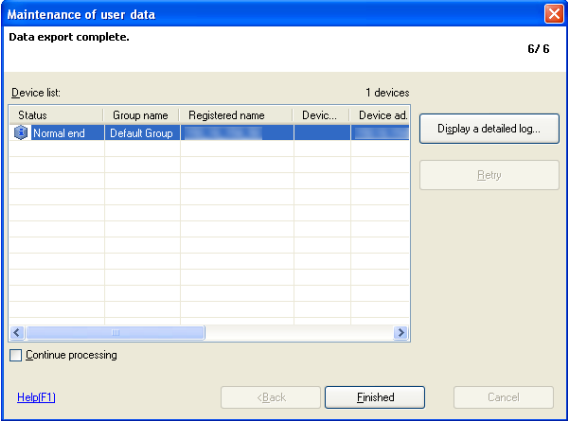 Maintenance of user data
Data export complete.
6/ 6
Device list:
1 devices
Status Group name Registered name Devic... Device ad.
Normal end Default Group
Display a detailed log...
Retry
Continue processing
Help(F1)
<Back Finished Cancel